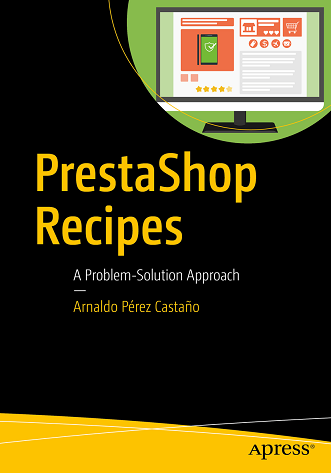 PrestaShop
Recipes
A Problem-Solution Approach
Arnaldo Pérez Castaño
Apress®